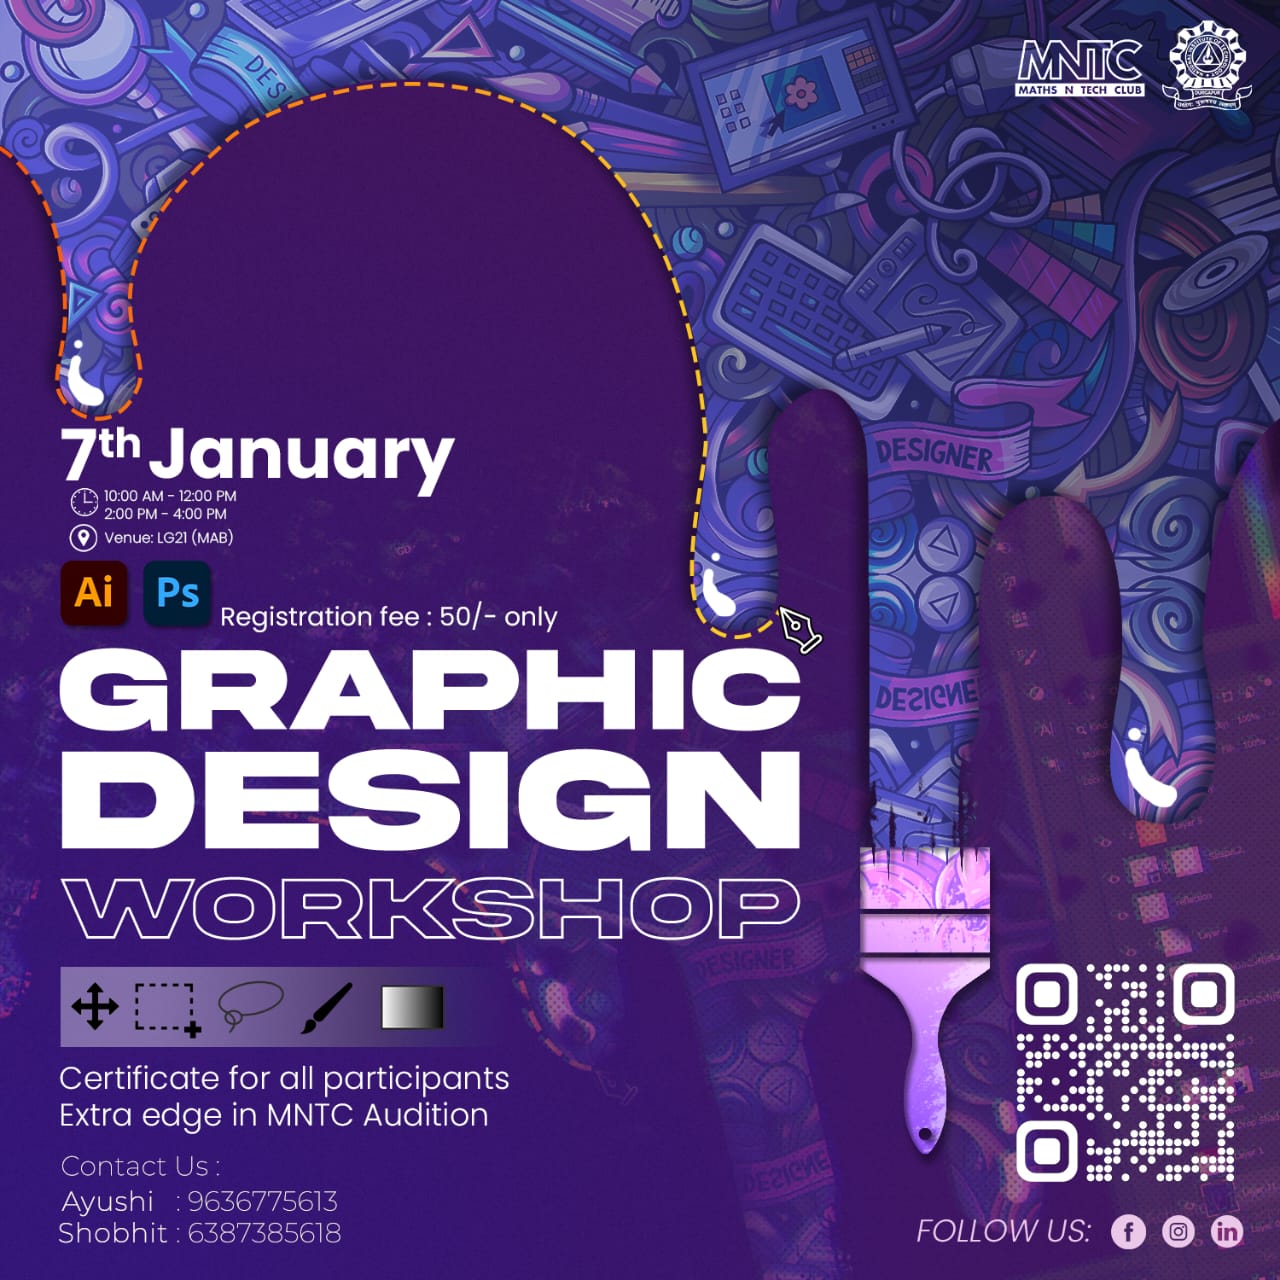 MNTC
MATHS N TECH CLUB
DES
DESIGNER
7th January
10:00 AM - 12:00 PM
2:00 PM - 4:00 PM
Venue: LG21 (MAB)
Ai Ps
Registration fee : 50/- only
GRAPHIC
DESIGN
WORKSHOP
DESIGNER
Certificate for all participants
Extra edge in MNTC Audition
Contact Us :
Ayushi : 9636775613
Shobhit : 6387385618
FOLLOW US: